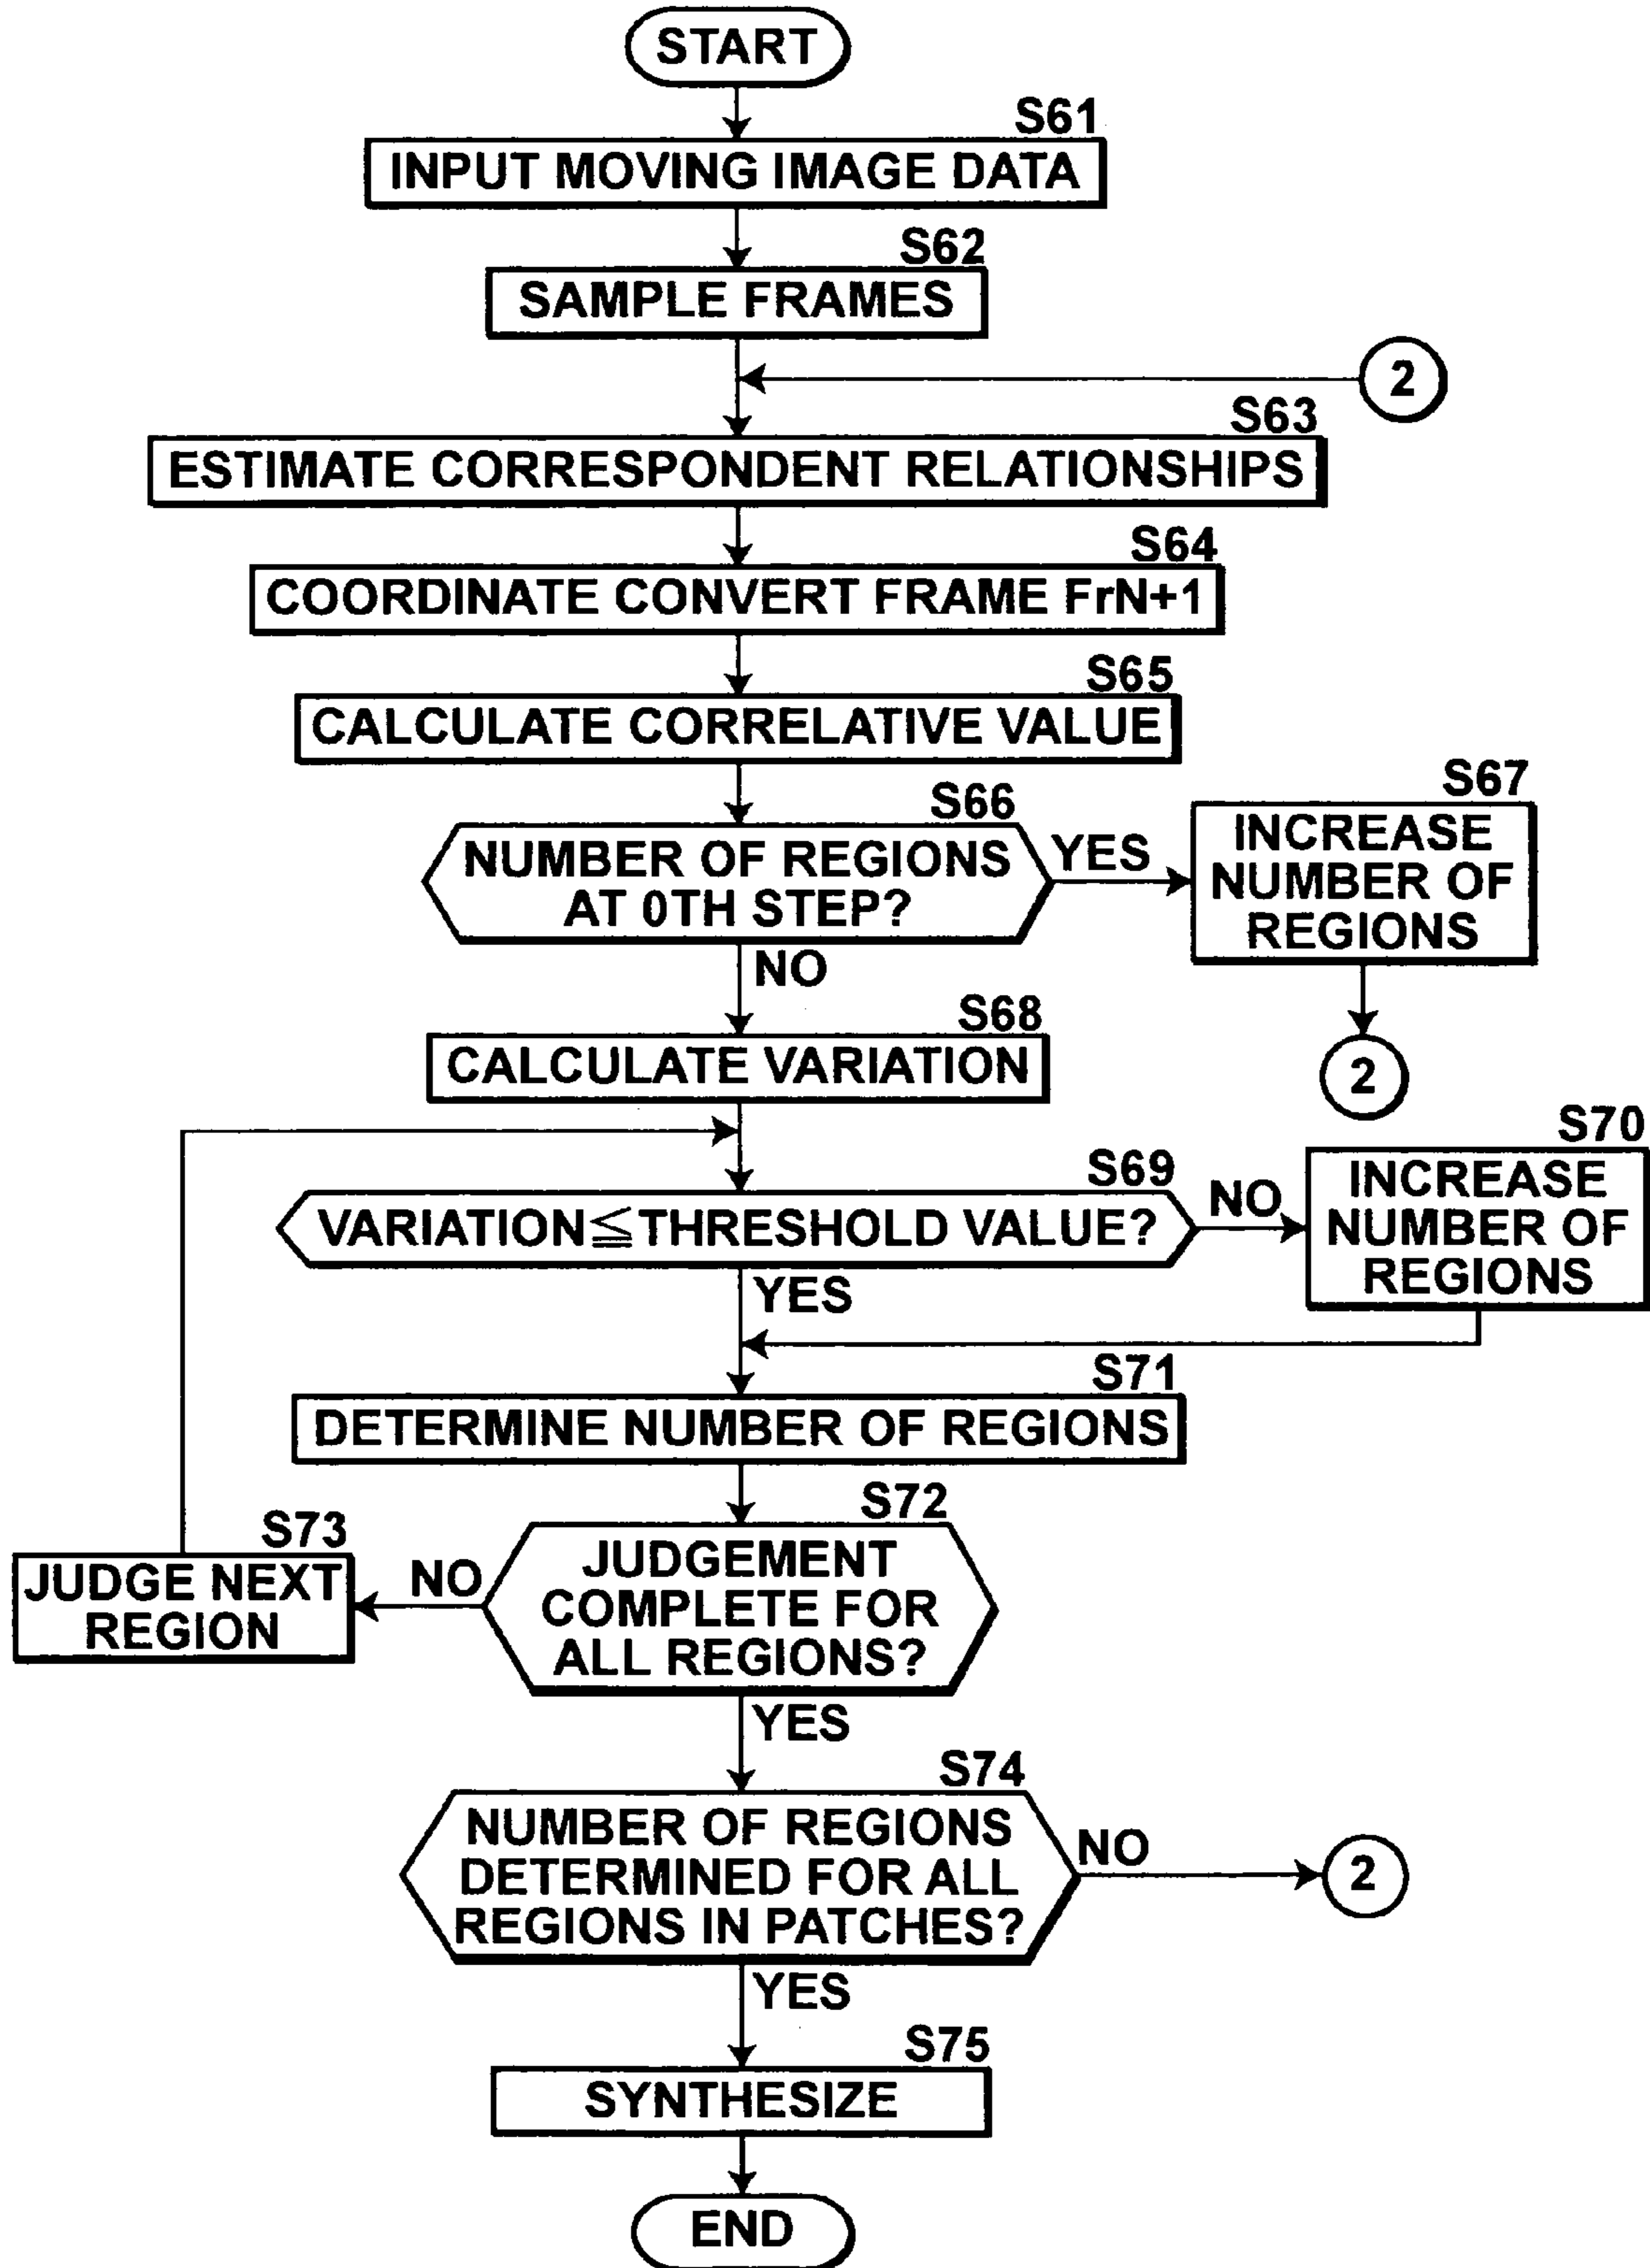 START
S61
INPUT MOVING IMAGE DATA
S62
SAMPLE FRAMES
2
S63
ESTIMATE CORRESPONDENT RELATIONSHIPS
S64
COORDINATE CONVERT FRAME FrN+1
S65
CALCULATE CORRELATIVE VALUE
S66
NUMBER OF REGIONS
AT 0TH STEP?
YES
S67
INCREASE
NUMBER OF
REGIONS
2
NO
S68
CALCULATE VARIATION
S69
VARIATION≦THRESHOLD VALUE?
NO
S70
INCREASE
NUMBER OF
REGIONS
YES
S71
DETERMINE NUMBER OF REGIONS
S72
JUDGEMENT
COMPLETE FOR
ALL REGIONS?
NO
S73
JUDGE NEXT
REGION
YES
S74
NUMBER OF REGIONS
DETERMINED FOR ALL
REGIONS IN PATCHES?
NO
2
YES
S75
SYNTHESIZE
END